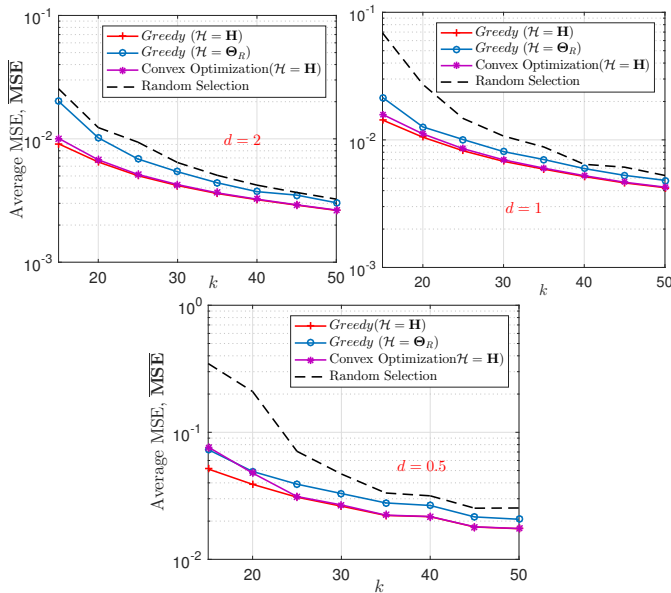 Greedy (ℋ = H)
Greedy (ℋ = Θ_R)
Convex Optimization(ℋ = H)
Random Selection
d = 2
Average MSE, M̅S̅E̅
10^-1
10^-2
10^-3
20 30 40 50
k
Greedy (ℋ = H)
Greedy (ℋ = Θ_R)
Convex Optimization(ℋ = H)
Random Selection
d = 1
10^-1
10^-2
10^-3
20 30 40 50
k
Greedy(ℋ = H)
Greedy (ℋ = Θ_R)
Convex Optimizationℋ = H)
Random Selection
d = 0.5
Average MSE, M̅S̅E̅
10^0
10^-1
10^-2
20 30 40 50
k